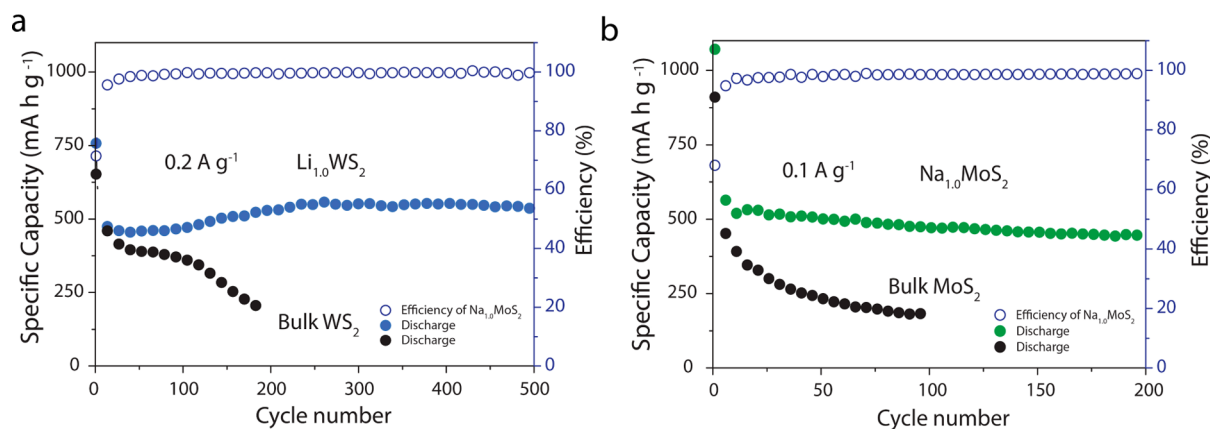 a
Specific Capacity (mA h g⁻¹)
1000
750
500
250
0
0.2 A g⁻¹
Li₁.₀WS₂
Bulk WS₂
Efficiency of Na₁.₀MoS₂
Discharge
Discharge
100
80
60
40
20
0
Efficiency (%)
0
100
200
300
400
500
Cycle number
b
Specific Capacity (mA h g⁻¹)
1000
750
500
250
0
0.1 A g⁻¹
Na₁.₀MoS₂
Bulk MoS₂
Efficiency of Na₁.₀MoS₂
Discharge
Discharge
100
80
60
40
20
0
Efficiency (%)
0
50
100
150
200
Cycle number